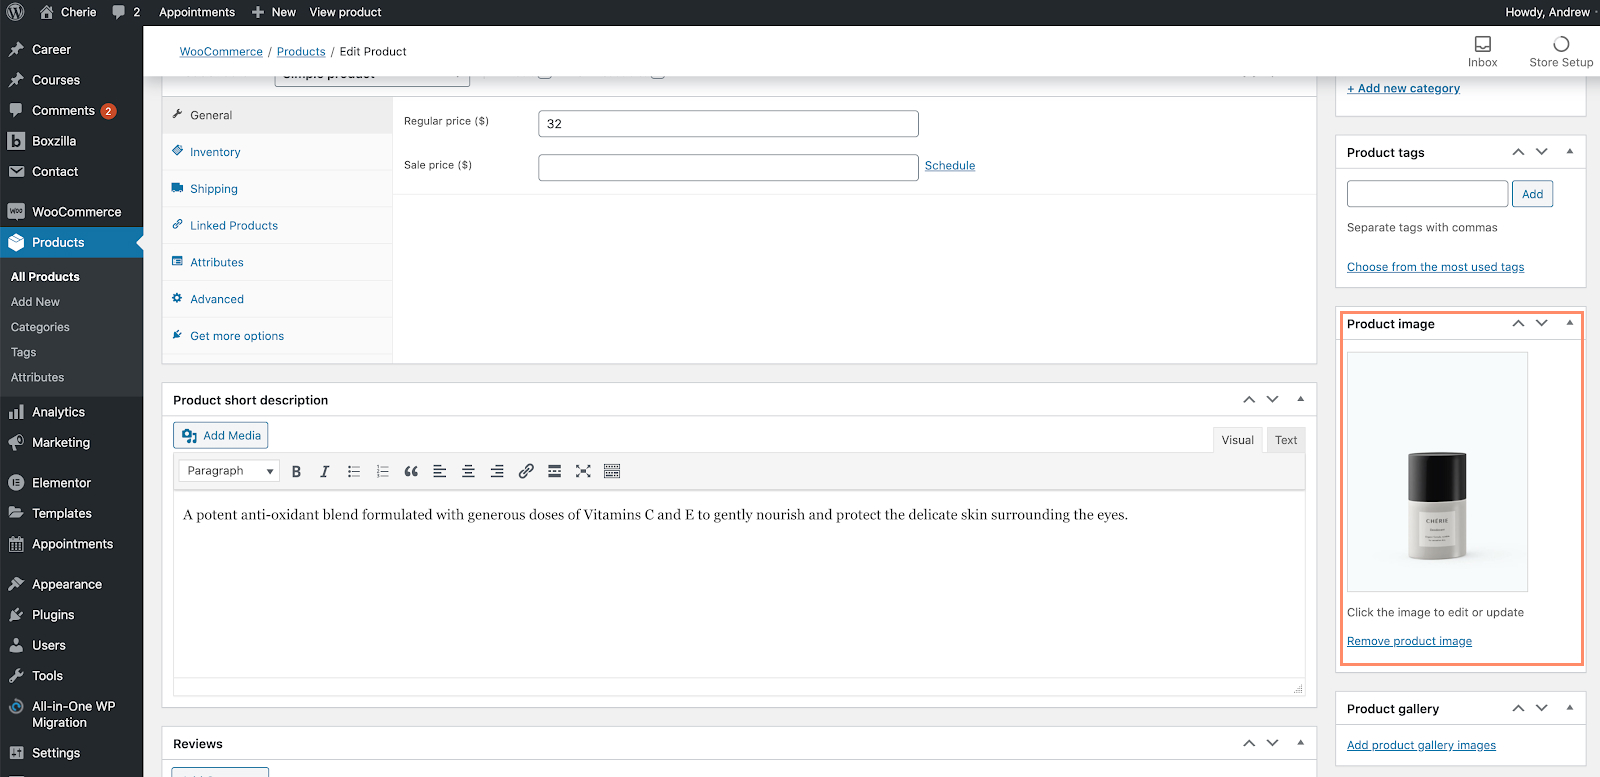 Cherie 2 Appointments New View product Howdy, Andrew
WooCommerce / Products / Edit Product
Inbox
Store Setup
Career
Courses
Comments 2
Boxzilla
Contact
WooCommerce
Products
All Products
Add New
Categories
Tags
Attributes
Analytics
Marketing
Elementor
Templates
Appointments
Appearance
Plugins
Users
Tools
All-in-One WP
Migration
Settings
Simple product
General
Inventory
Shipping
Linked Products
Attributes
Advanced
Get more options
Regular price ($) 32
Sale price ($) Schedule
Product short description
Add Media
Visual Text
Paragraph
A potent anti-oxidant blend formulated with generous doses of Vitamins C and E to gently nourish and protect the delicate skin surrounding the eyes.
Reviews
+ Add new category
Product tags
Add
Separate tags with commas
Choose from the most used tags
Product image
CHÉRIE
Click the image to edit or update
Remove product image
Product gallery
Add product gallery images